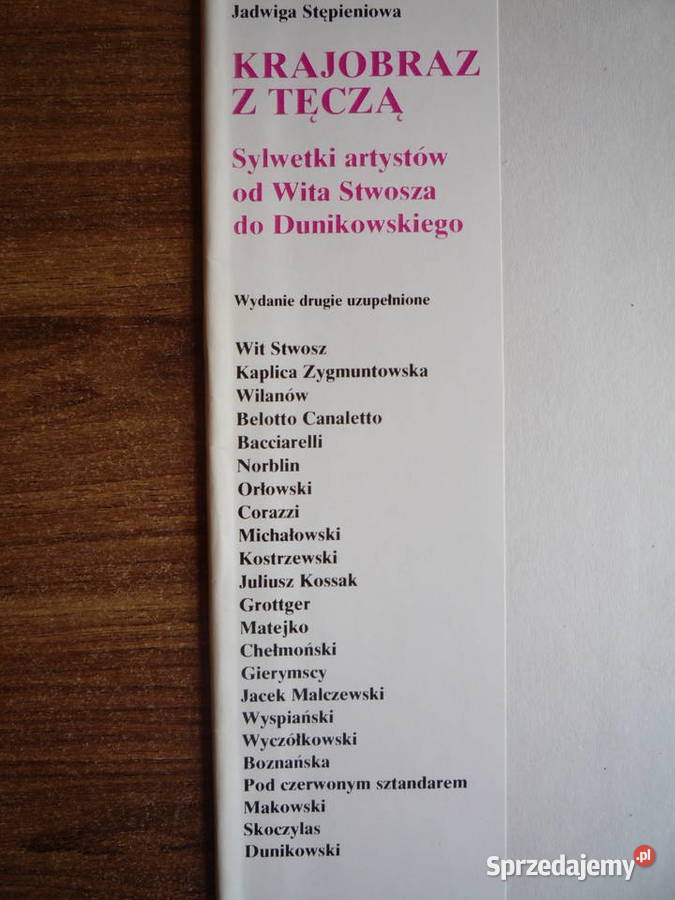 Jadwiga Stępieniowa
KRAJOBRAZ
Z TĘCZĄ
Sylwetki artystów
od Wita Stwosza
do Dunikowskiego
Wydanie drugie uzupełnione
Wit Stwosz
Kaplica Zygmuntowska
Wilanów
Belotto Canaletto
Bacciarelli
Norblin
Orłowski
Corazzi
Michałowski
Kostrzewski
Juliusz Kossak
Grottger
Matejko
Chełmoński
Gierymscy
Jacek Malczewski
Wyspiański
Wyczółkowski
Boznańska
Pod czerwonym sztandarem
Makowski
Skoczylas
Dunikowski
Sprzedajemy.pl